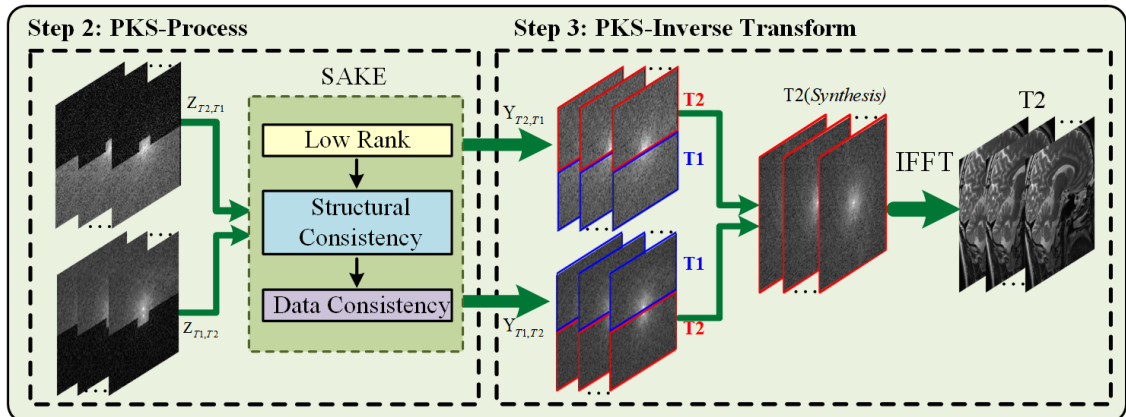 Step 2: PKS-Process
Step 3: PKS-Inverse Transform
SAKE
Z_{T2,T1}
Low Rank
Structural
Consistency
Data Consistency
Z_{T1,T2}
Y_{T2,T1}
Y_{T1,T2}
T2
T1
T1
T2
T2(Synthesis)
IFFT
T2